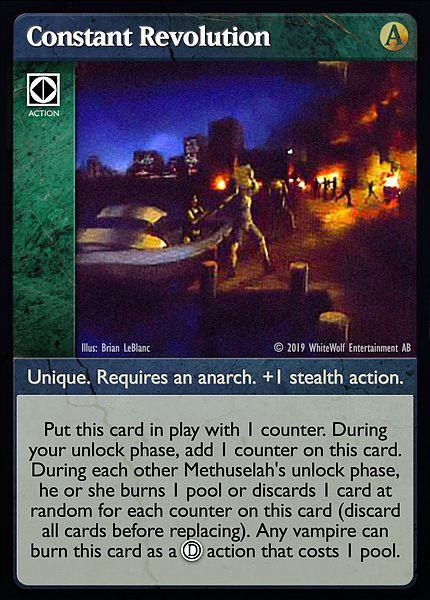 Constant Revolution
A
ACTION
Illus: Brian LeBlanc
© 2019 WhiteWolf Entertainment AB
Unique. Requires an anarch. +1 stealth action.
Put this card in play with 1 counter. During
your unlock phase, add 1 counter on this card.
During each other Methuselah's unlock phase,
he or she burns 1 pool or discards 1 card at
random for each counter on this card (discard
all cards before replacing). Any vampire can
burn this card as a Ⓓ action that costs 1 pool.